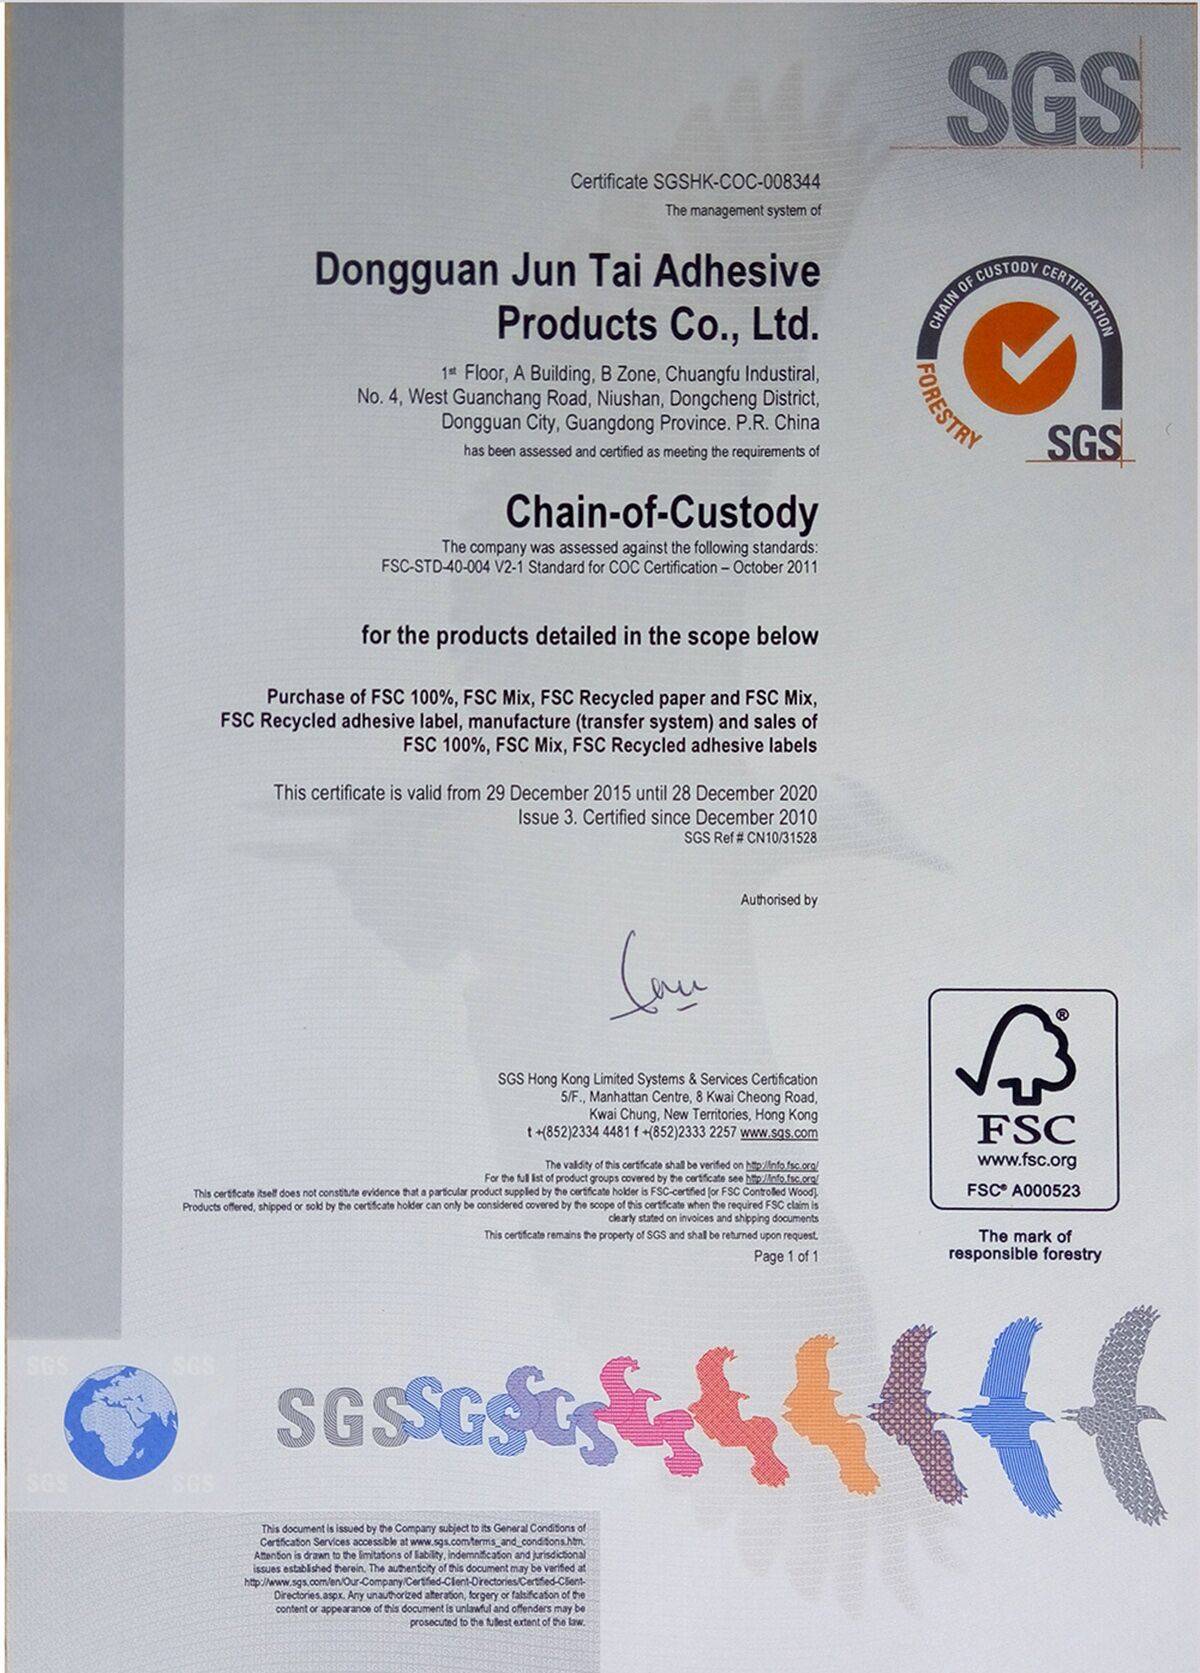 SGS
Certificate SGSHK-COC-008344
The management system of
Dongguan Jun Tai Adhesive
Products Co., Ltd.
1st Floor, A Building, B Zone, Chuangfu Industiral,
No. 4, West Guanchang Road, Niushan, Dongcheng District,
Dongguan City, Guangdong Province. P.R. China
has been assessed and certified as meeting the requirements of
CHAIN OF CUSTODY CERTIFICATION
FORESTRY
SGS
Chain-of-Custody
The company was assessed against the following standards:
FSC-STD-40-004 V2-1 Standard for COC Certification – October 2011
for the products detailed in the scope below
Purchase of FSC 100%, FSC Mix, FSC Recycled paper and FSC Mix,
FSC Recycled adhesive label, manufacture (transfer system) and sales of
FSC 100%, FSC Mix, FSC Recycled adhesive labels
This certificate is valid from 29 December 2015 until 28 December 2020
Issue 3. Certified since December 2010
SGS Ref # CN10/31528
Authorised by
SGS Hong Kong Limited Systems & Services Certification
5/F., Manhattan Centre, 8 Kwai Cheong Road,
Kwai Chung, New Territories, Hong Kong
t +(852)2334 4481 f +(852)2333 2257 www.sgs.com
The validity of this certificate shall be verified on http://info.fsc.org/
For the full list of product groups covered by the certificate see http://info.fsc.org/
This certificate itself does not constitute evidence that a particular product supplied by the certificate holder is FSC-certified [or FSC Controlled Wood].
Products offered, shipped or sold by the certificate holder can only be considered covered by the scope of this certificate when the required FSC claim is
clearly stated on invoices and shipping documents
This certificate remains the property of SGS and shall be returned upon request.
Page 1 of 1
®
FSC
www.fsc.org
FSC® A000523
The mark of
responsible forestry
SGS SGS
SGS SGS
SGS SGS SGS
This document is issued by the Company subject to its General Conditions of
Certification Services accessible at www.sgs.com/terms_and_conditions.htm.
Attention is drawn to the limitations of liability, indemnification and jurisdictional
issues established therein. The authenticity of this document may be verified at
http://www.sgs.com/en/Our-Company/Certified-Client-Directories/Certified-Client-
Directories.aspx. Any unauthorized alteration, forgery or falsification of the
content or appearance of this document is unlawful and offenders may be
prosecuted to the fullest extent of the law.